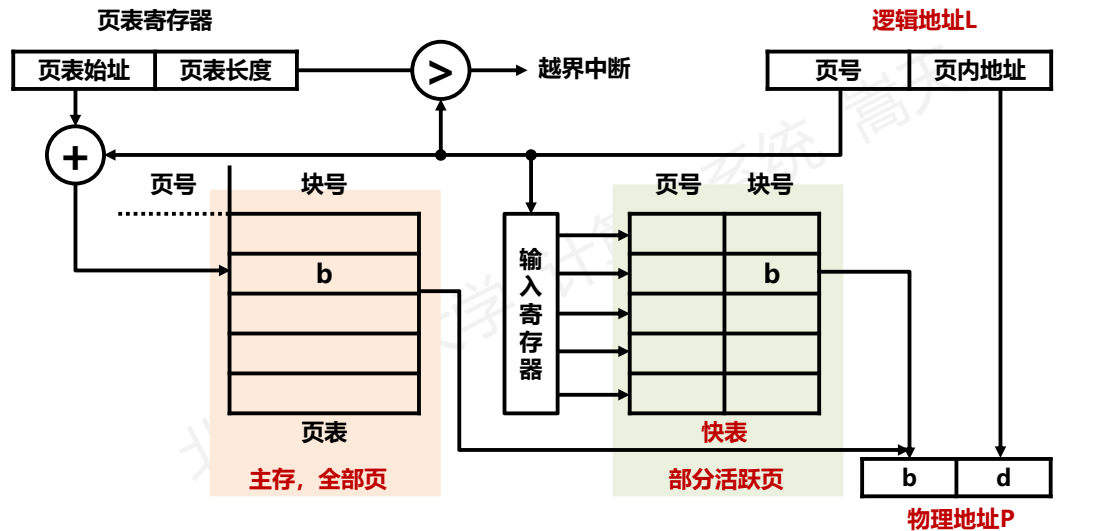 页表寄存器
逻辑地址L
页表始址 页表长度
>
越界中断
页号 页内地址
+
页号 块号
页号 块号
b
输入寄存器
b
页表
快表
主存，全部页
部分活跃页
b d
物理地址P